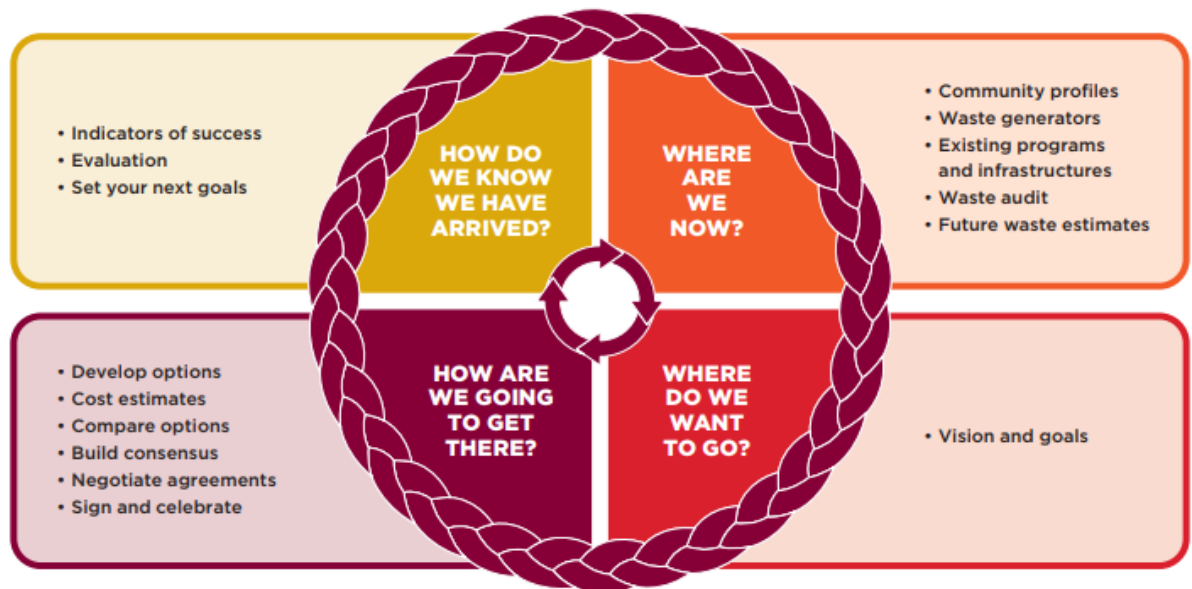 • Indicators of success
• Evaluation
• Set your next goals
HOW DO
WE KNOW
WE HAVE
ARRIVED?
WHERE
ARE
WE
NOW?
• Community profiles
• Waste generators
• Existing programs
and infrastructures
• Waste audit
• Future waste estimates
• Develop options
• Cost estimates
• Compare options
• Build consensus
• Negotiate agreements
• Sign and celebrate
HOW ARE
WE GOING
TO GET
THERE?
WHERE
DO WE
WANT
TO GO?
• Vision and goals